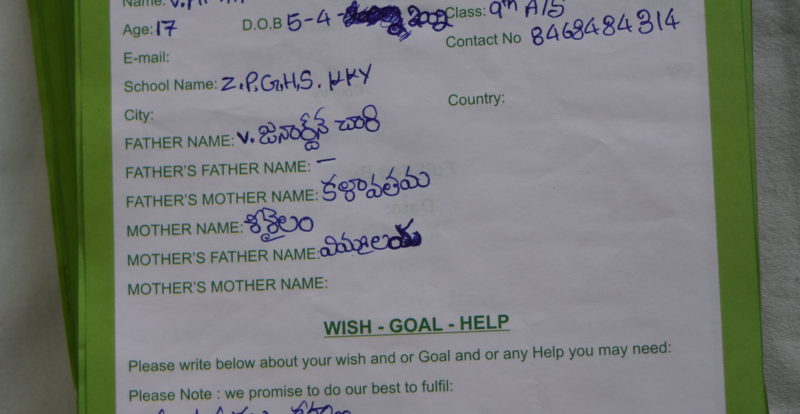 Name: V.
Age: 17 D.O.B 5-4- 2002 Class: 9th A/S
E-mail: Contact No 8468484314
School Name: Z.P.G.H.S. KKY
City: Country:
FATHER NAME: V. జనార్దన్ చారి
FATHER'S FATHER NAME: –
FATHER'S MOTHER NAME: కళావతమ
MOTHER NAME: శ్రీశైలం
MOTHER'S FATHER NAME:
MOTHER'S MOTHER NAME:
WISH - GOAL - HELP
Please write below about your wish and or Goal and or any Help you may need:
Please Note : we promise to do our best to fulfil: